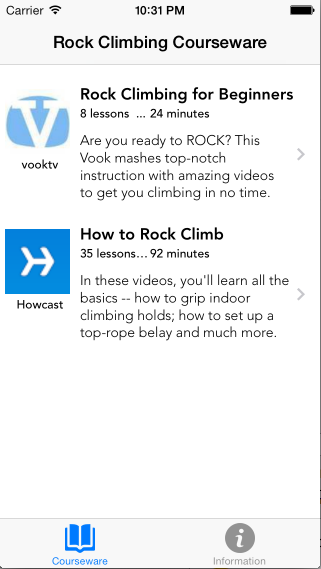 Carrier 10:31 PM
Rock Climbing Courseware
Rock Climbing for Beginners
8 lessons ... 24 minutes
V
vooktv
Are you ready to ROCK? This
Vook mashes top-notch
instruction with amazing videos
to get you climbing in no time.
How to Rock Climb
35 lessons... 92 minutes
Howcast
In these videos, you'll learn all the
basics -- how to grip indoor
climbing holds; how to set up a
top-rope belay and much more.
Courseware
Information